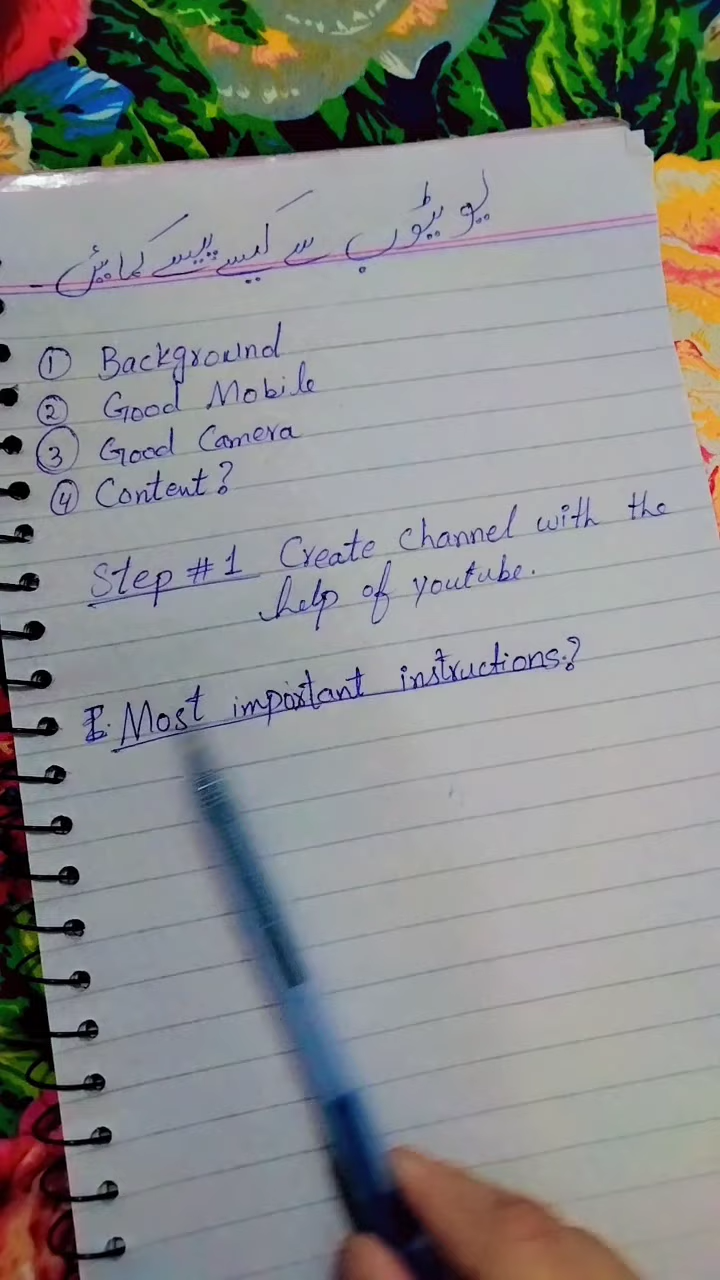 یوٹیوب سے کیسے پیسے کمائیں -
① Background
② Good Mobile
③ Good Camera
④ Content?
Step #1 Create Channel with the
help of youtube.
Most important instructions:?